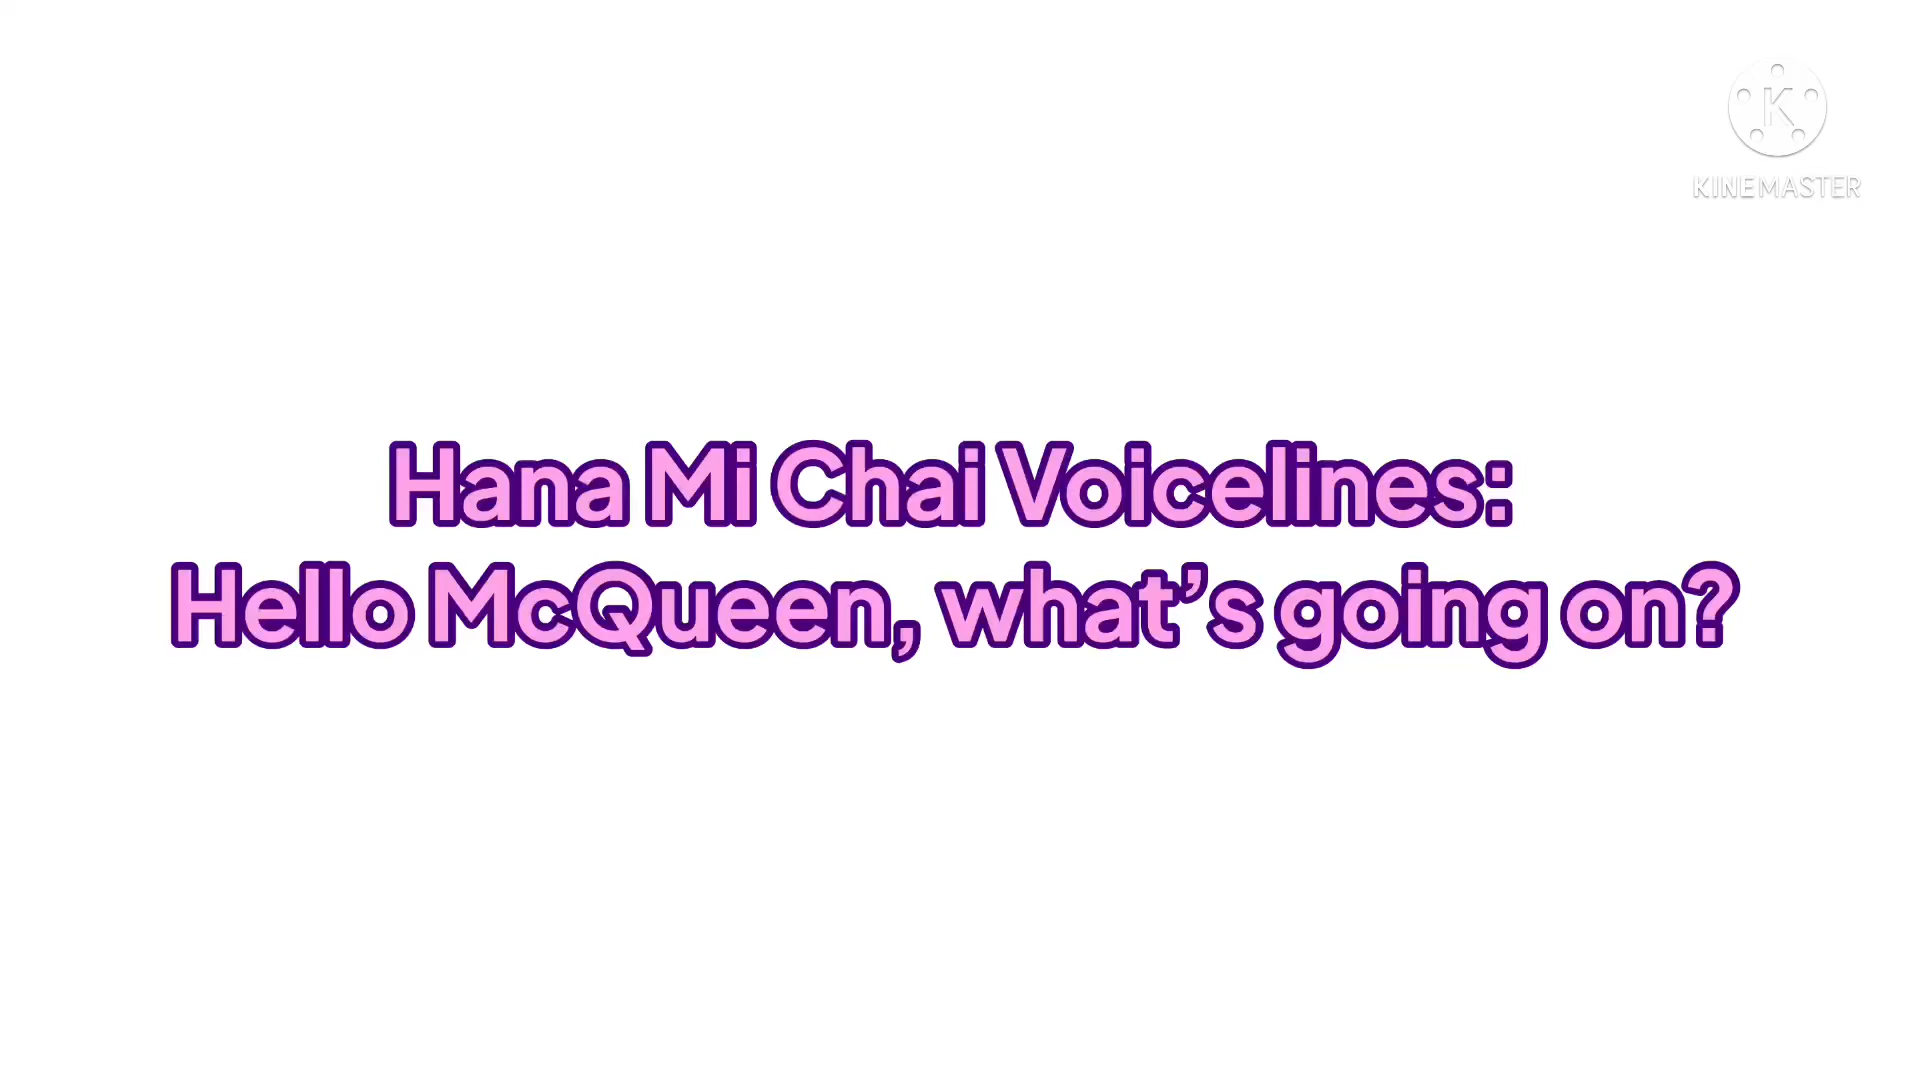 K
KINEMASTER
Hana Mi Chai Voicelines:
Hello McQueen, what’s going on?